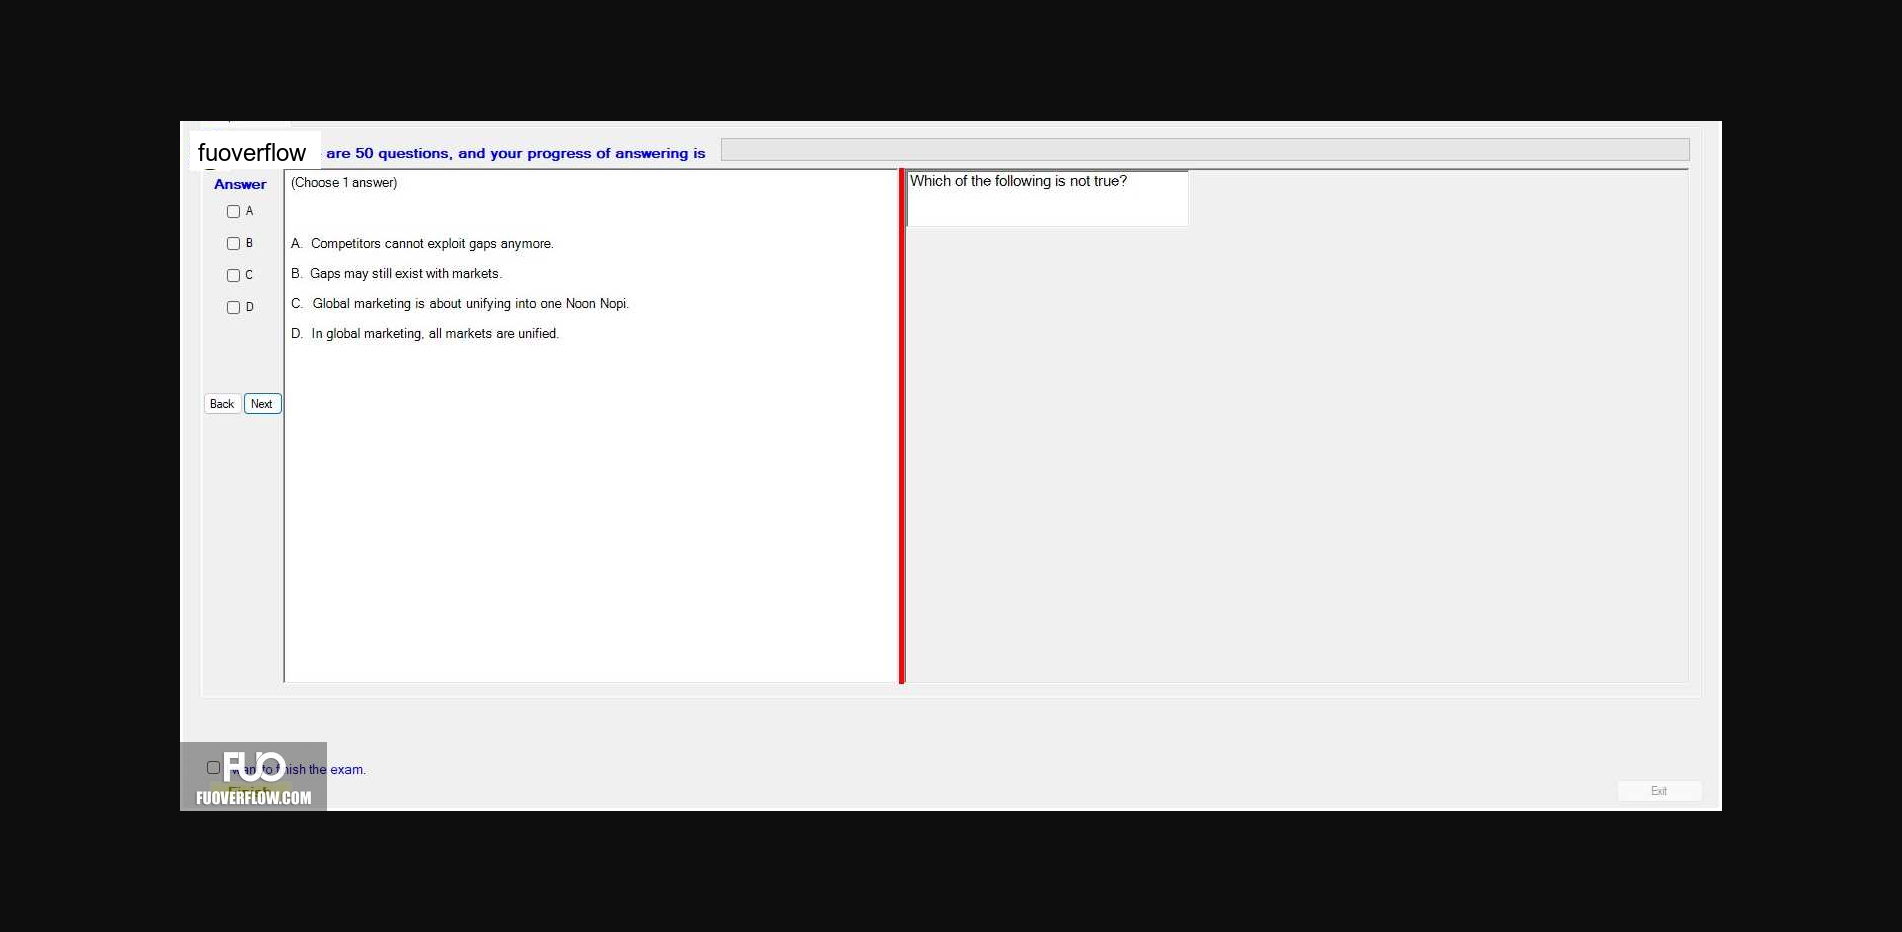 fuoverflow are 50 questions, and your progress of answering is
Answer
(Choose 1 answer)
Which of the following is not true?
A
B
C
D
A. Competitors cannot exploit gaps anymore.
B. Gaps may still exist with markets.
C. Global marketing is about unifying into one Noon Nopi.
D. In global marketing, all markets are unified.
Back Next
FUO
to the exam.
Finish
FUOVERFLOW.COM
Exit